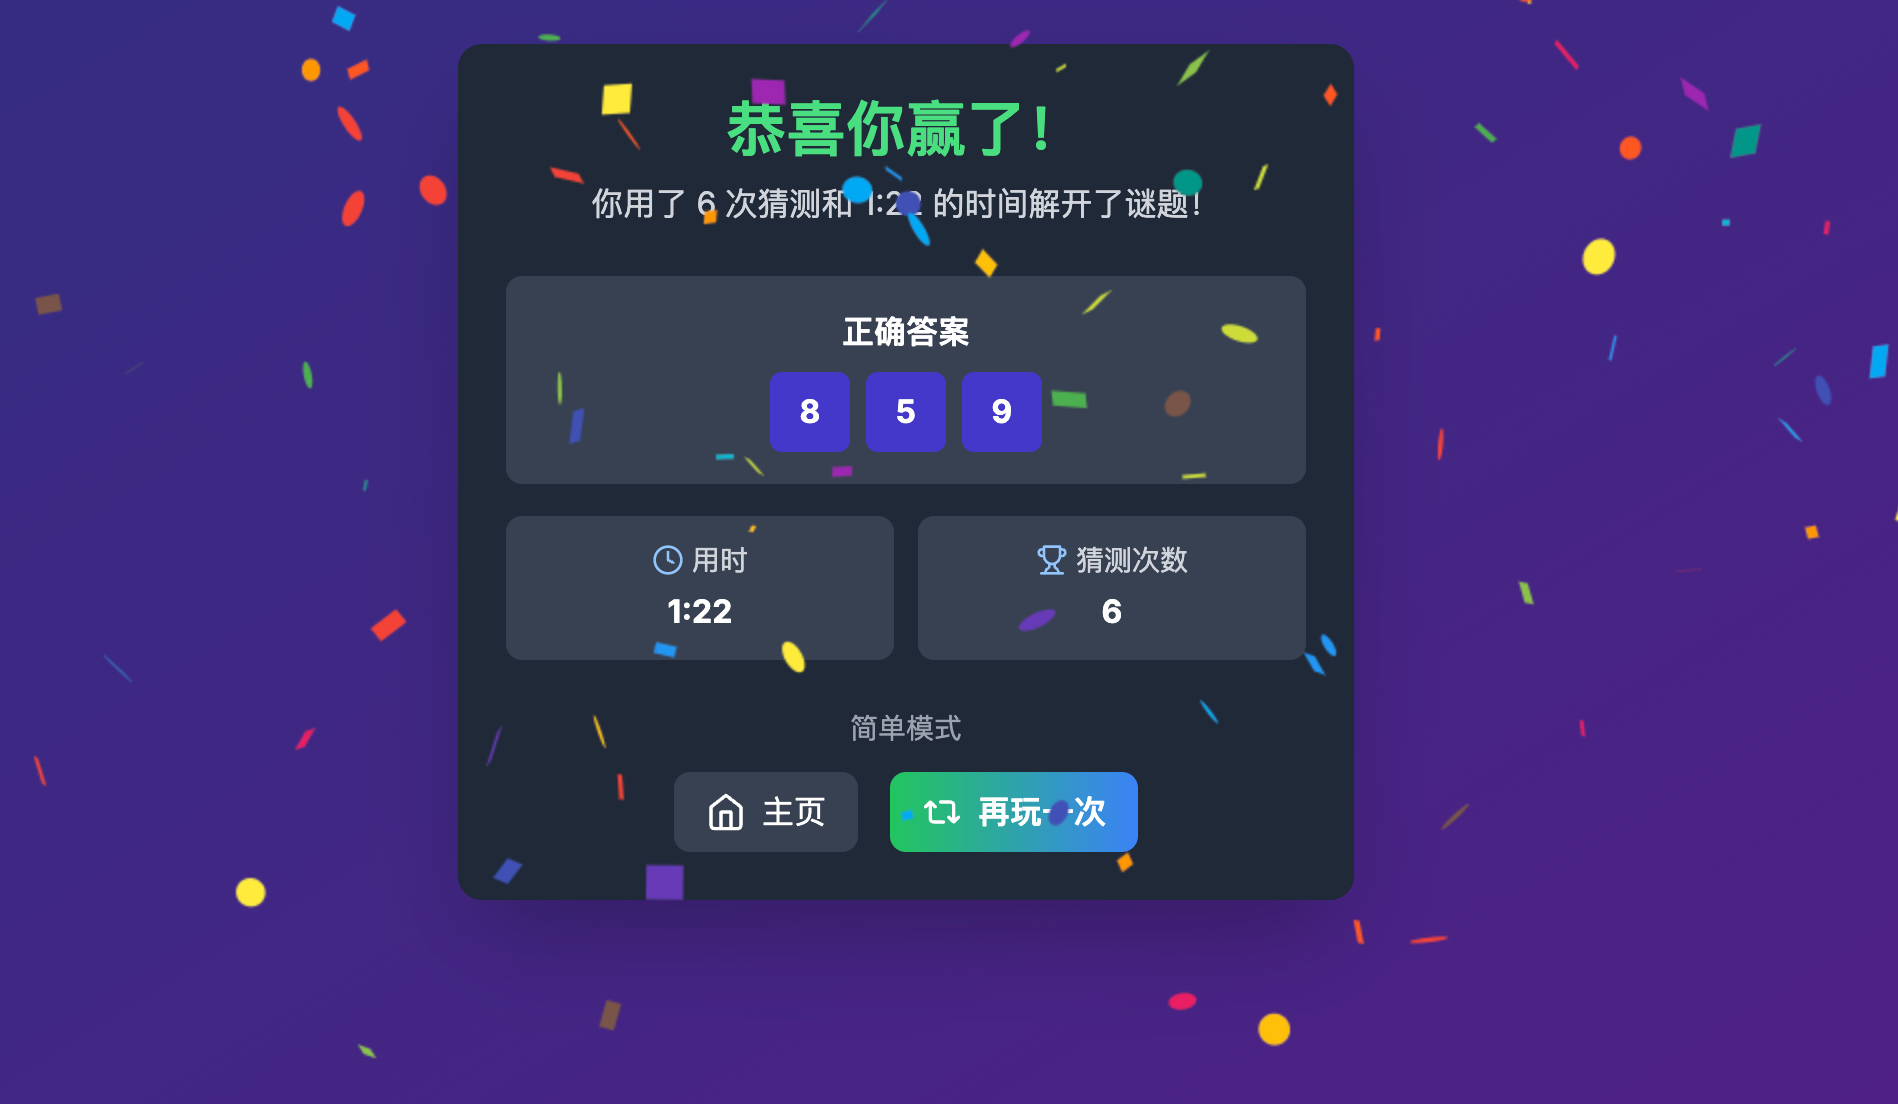 恭喜你赢了！
你用了 6 次猜测和 1:22 的时间解开了谜题！
正确答案
8 5 9
用时
1:22
猜测次数
6
简单模式
主页
再玩一次